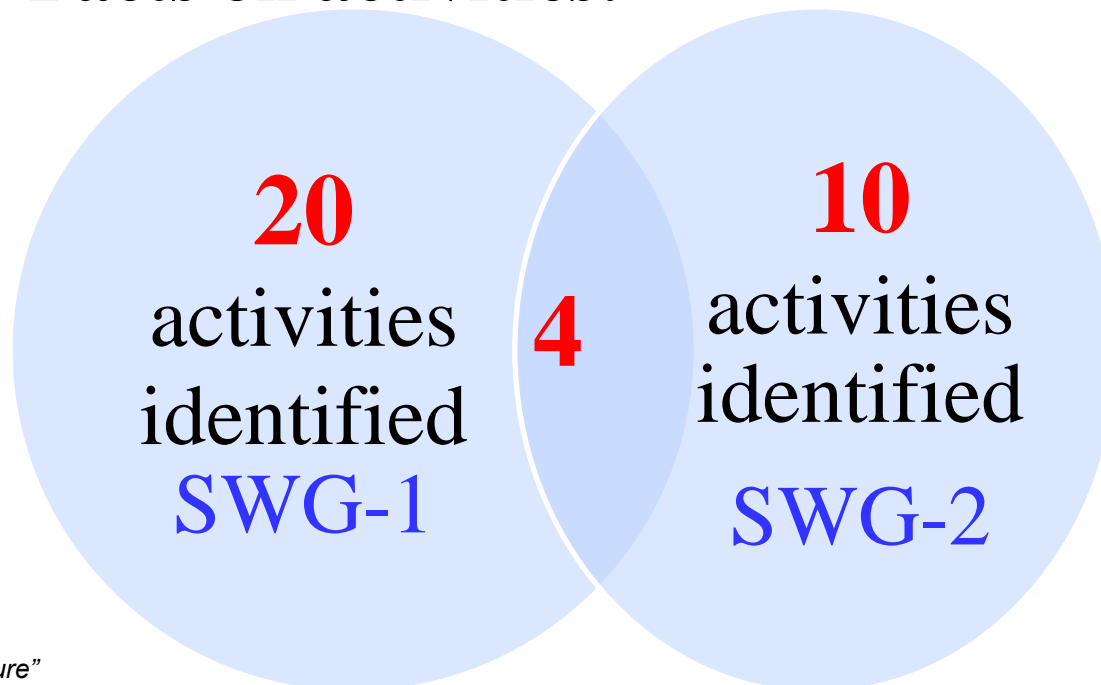 20
activities
identified
SWG-1
4
10
activities
identified
SWG-2
ure”